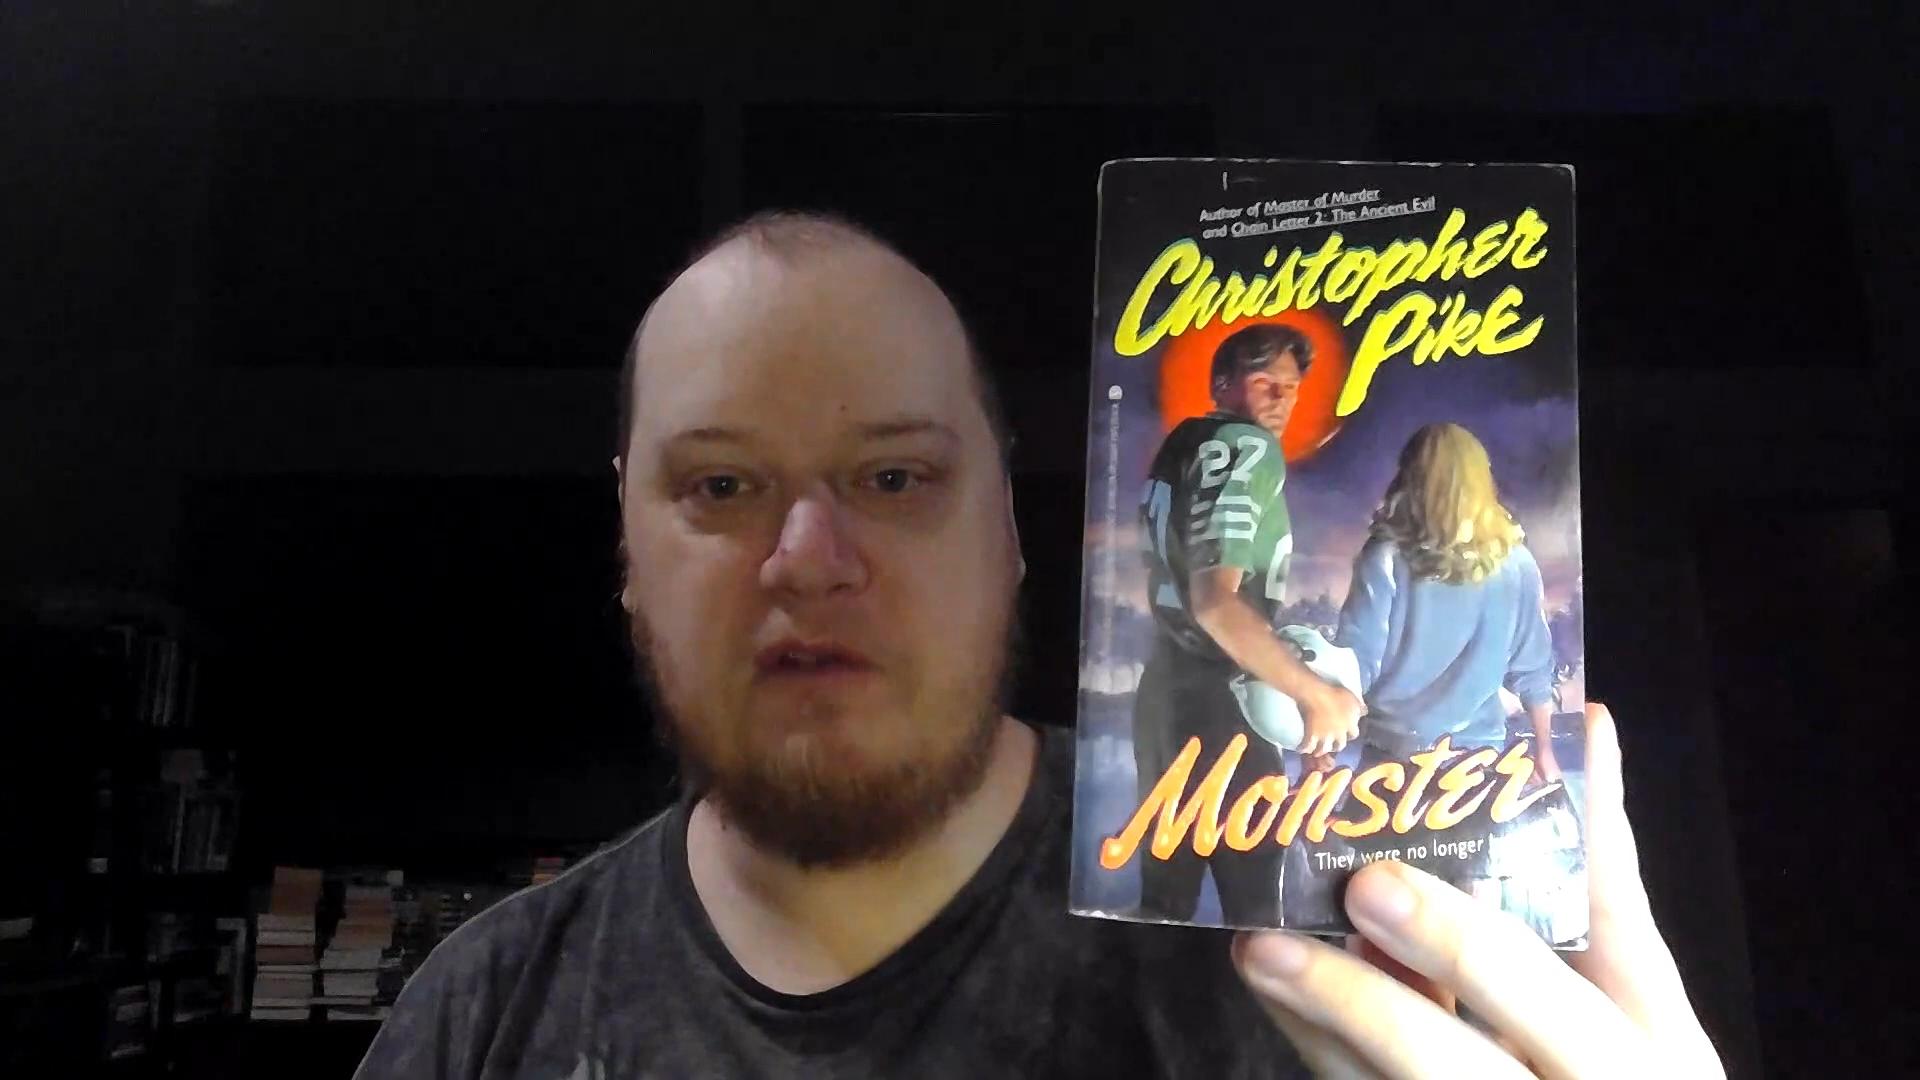 Author of Master of Murder
and Chain Letter 2: The Ancient Evil
Christopher
Pike
27
Monster
They were no longer